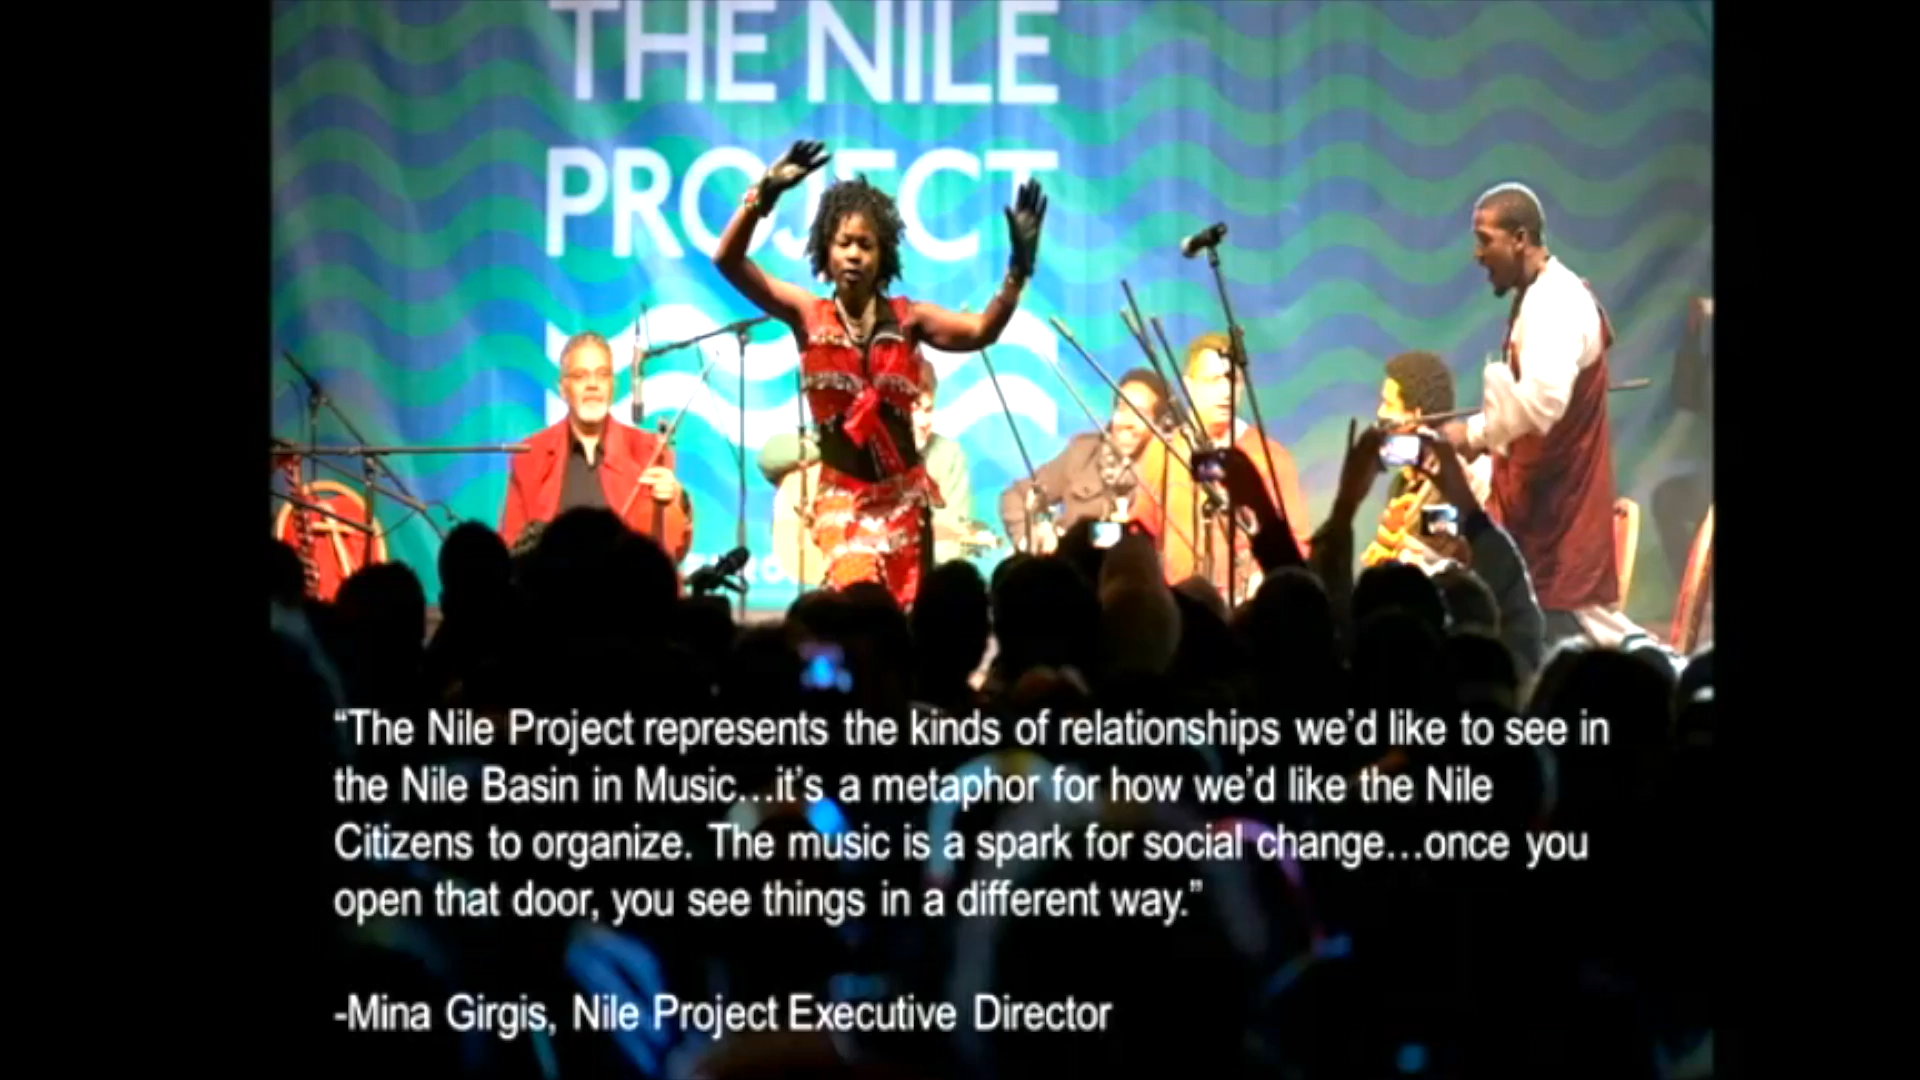 THE NILE
PROJECT
“The Nile Project represents the kinds of relationships we’d like to see in
the Nile Basin in Music…it’s a metaphor for how we’d like the Nile
Citizens to organize. The music is a spark for social change…once you
open that door, you see things in a different way.”
-Mina Girgis, Nile Project Executive Director